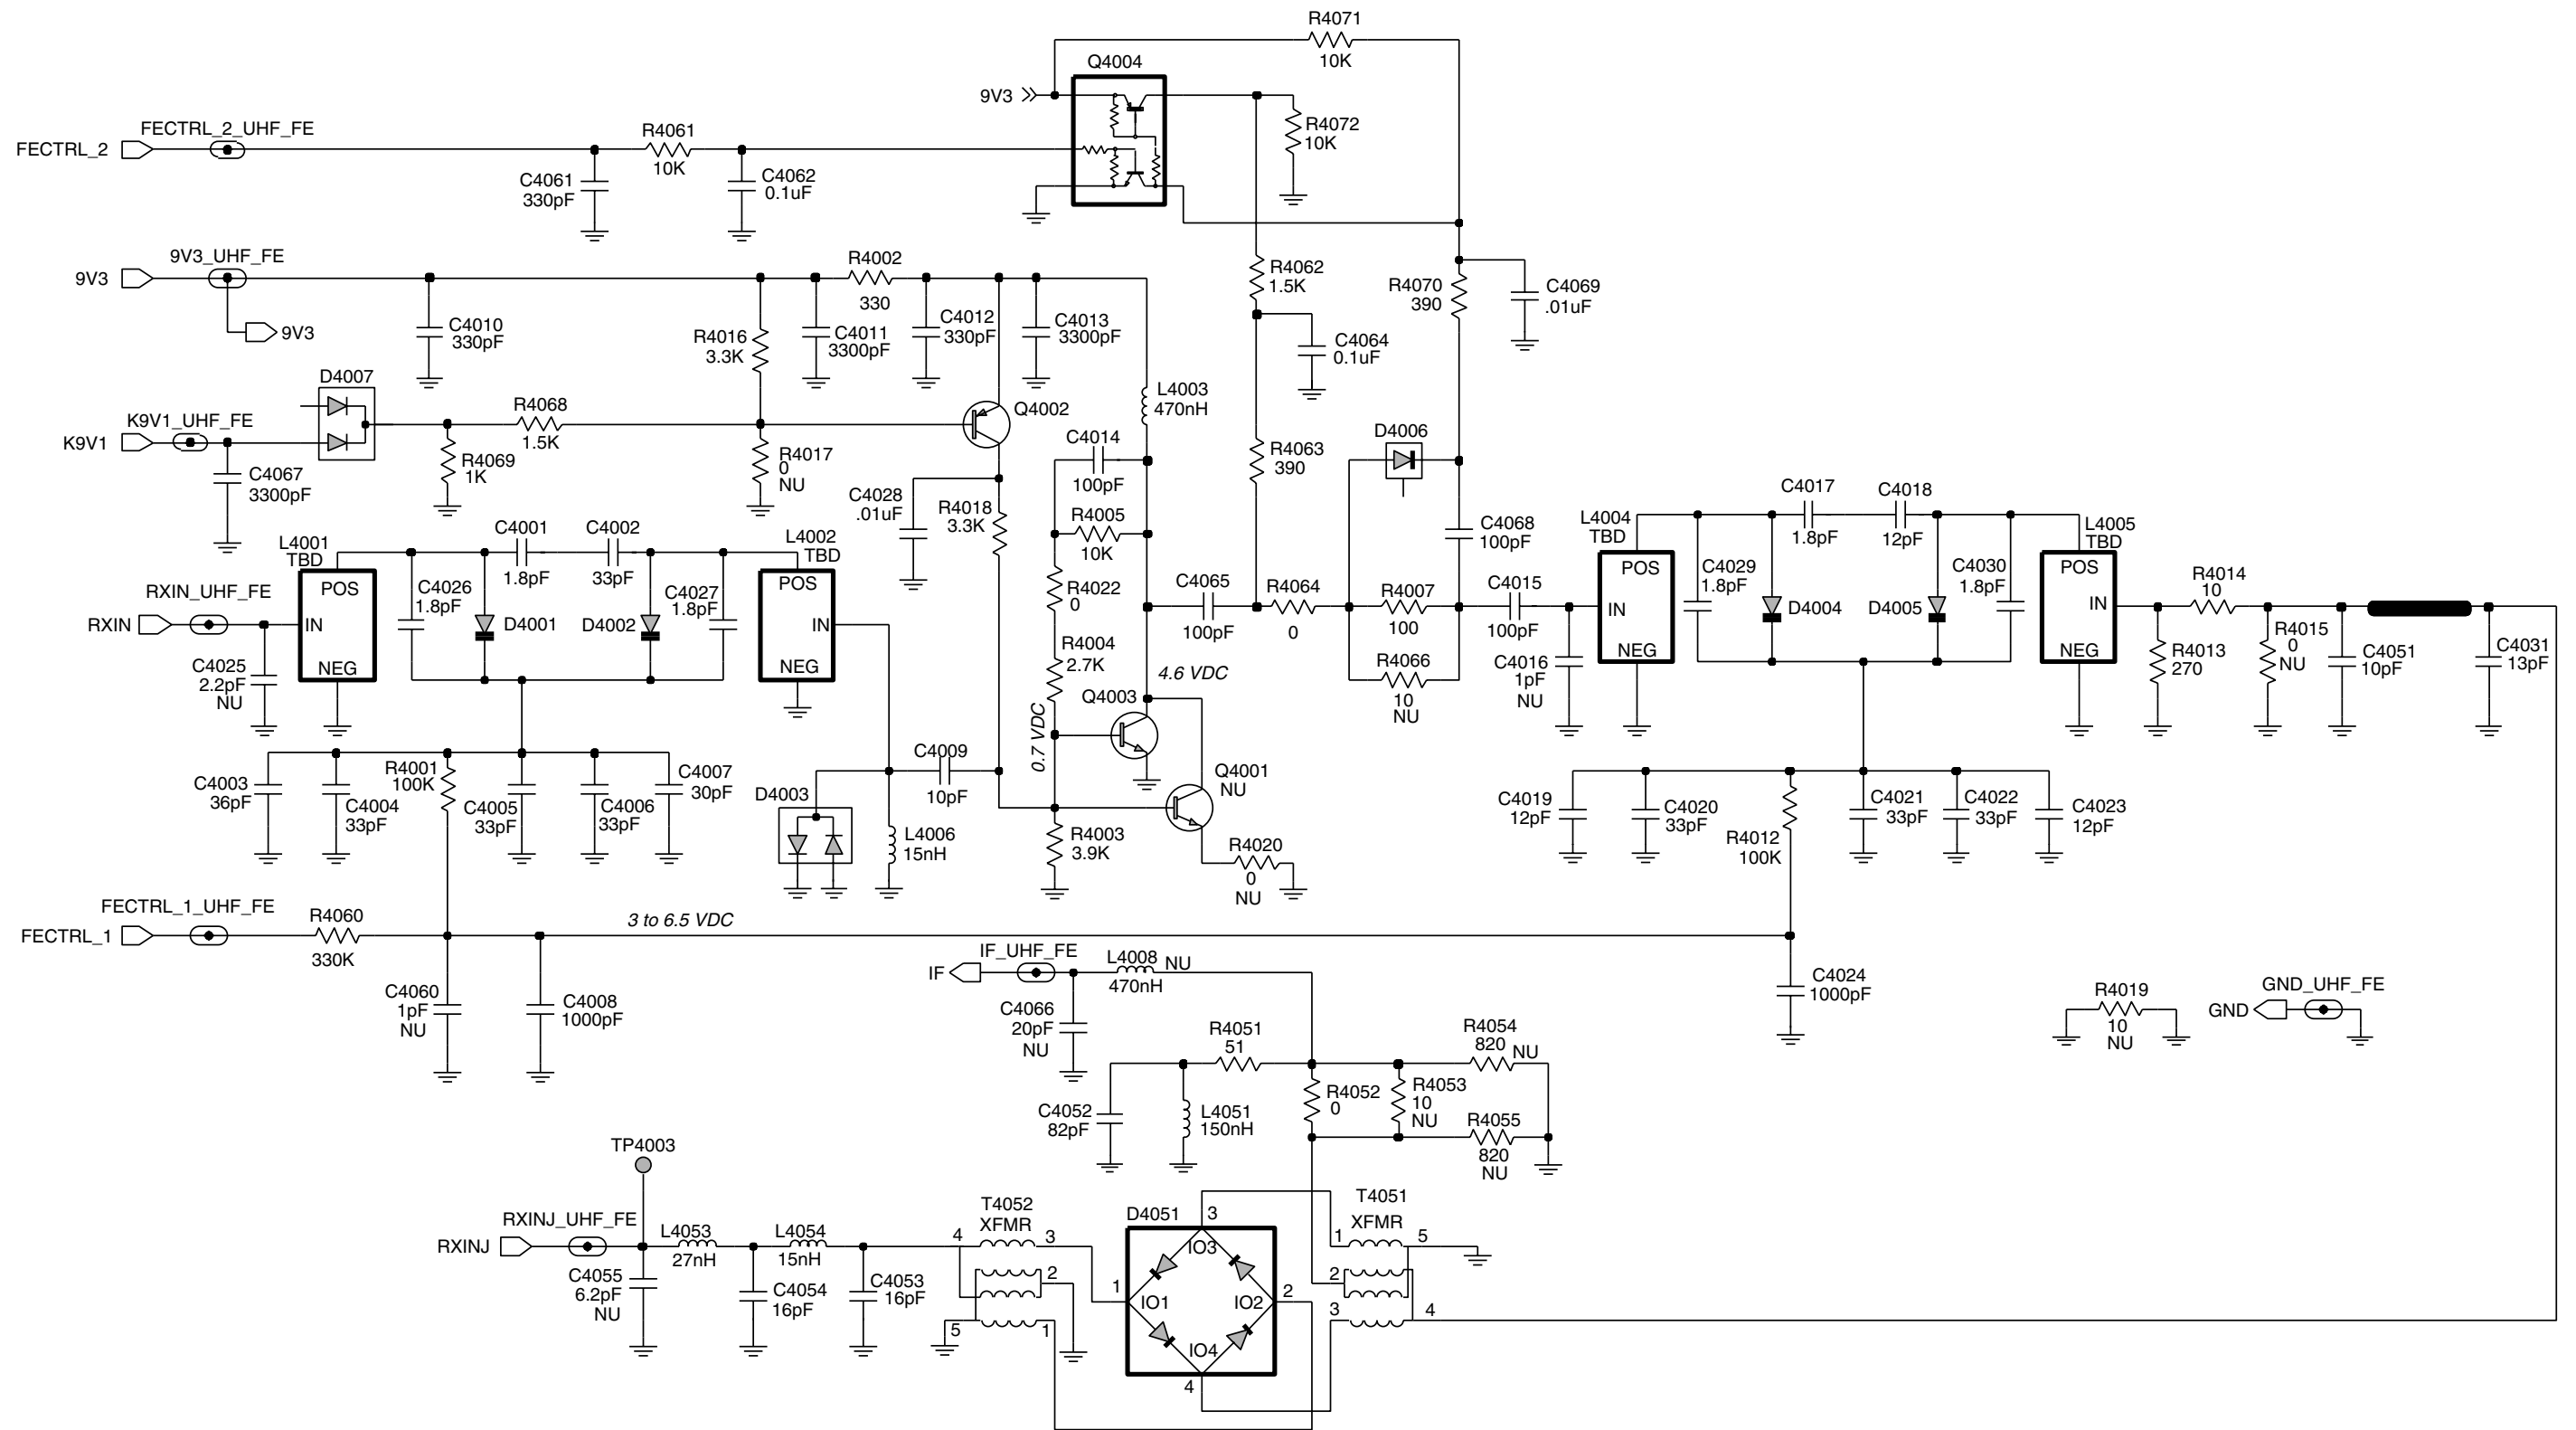 R4071
10K
Q4004
9V3
R4072
10K
FECTRL_2_UHF_FE
FECTRL_2
R4061
10K
C4061
330pF
C4062
0.1uF
9V3_UHF_FE
9V3
9V3
R4002
330
C4010
330pF
R4016
3.3K
C4011
3300pF
C4012
330pF
C4013
3300pF
R4062
1.5K
R4070
390
C4069
.01uF
C4064
0.1uF
D4007
K9V1_UHF_FE
K9V1
C4067
3300pF
R4068
1.5K
R4069
1K
R4017
0
NU
Q4002
L4003
470nH
C4014
100pF
R4063
390
D4006
C4028
.01uF
R4018
3.3K
R4005
10K
C4068
100pF
L4001
TBD
POS
IN
NEG
C4001
1.8pF
C4002
33pF
L4002
TBD
POS
IN
NEG
C4026
1.8pF
D4001
D4002
C4027
1.8pF
RXIN_UHF_FE
RXIN
C4025
2.2pF
NU
R4022
0
R4004
2.7K
C4065
100pF
R4064
0
R4007
100
R4066
10
NU
C4015
100pF
C4016
1pF
NU
L4004
TBD
POS
IN
NEG
C4017
1.8pF
C4018
12pF
L4005
TBD
POS
IN
NEG
C4029
1.8pF
D4004
D4005
C4030
1.8pF
R4014
10
R4013
270
R4015
0
NU
C4051
10pF
C4031
13pF
4.6 VDC
0.7 VDC
Q4003
Q4001
NU
C4003
36pF
C4004
33pF
R4001
100K
C4005
33pF
C4006
33pF
C4007
30pF
D4003
C4009
10pF
L4006
15nH
R4003
3.9K
R4020
0
NU
C4019
12pF
C4020
33pF
R4012
100K
C4021
33pF
C4022
33pF
C4023
12pF
FECTRL_1_UHF_FE
FECTRL_1
R4060
330K
3 to 6.5 VDC
C4060
1pF
NU
C4008
1000pF
IF_UHF_FE
IF
L4008
NU
470nH
C4066
20pF
NU
C4024
1000pF
R4019
10
NU
GND_UHF_FE
GND
R4051
51
R4054
820
NU
R4052
0
R4053
10
NU
R4055
820
NU
C4052
82pF
L4051
150nH
TP4003
RXINJ_UHF_FE
RXINJ
L4053
27nH
L4054
15nH
C4055
6.2pF
NU
C4054
16pF
C4053
16pF
T4052
XFMR
4
3
2
5
1
D4051
3
IO3
1
IO1
IO2
2
IO4
4
T4051
XFMR
1
5
2
3
4